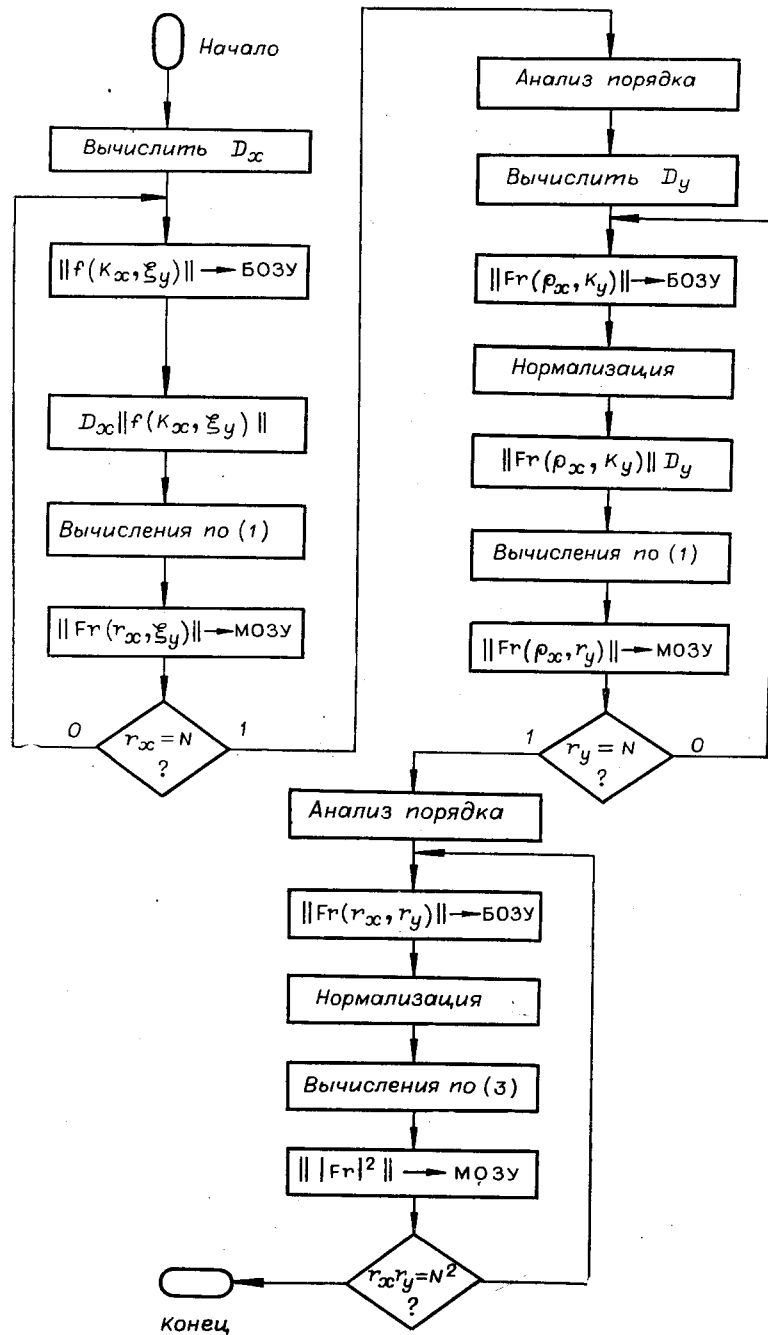 Начало
Вычислить D_x
||f(K_x, ξ_y)|| → БОЗУ
D_x ||f(K_x, ξ_y)||
Вычисления по (1)
||Fr(r_x, ξ_y)|| → МОЗУ
0
r_x = N
?
1
Анализ порядка
Вычислить D_y
||Fr(ρ_x, K_y)|| → БОЗУ
Нормализация
||Fr(ρ_x, K_y)|| D_y
Вычисления по (1)
||Fr(ρ_x, r_y)|| → МОЗУ
1
r_y = N
?
0
Анализ порядка
||Fr(r_x, r_y)|| → БОЗУ
Нормализация
Вычисления по (3)
|| |Fr|² || → МОЗУ
r_x r_y = N²
?
конец